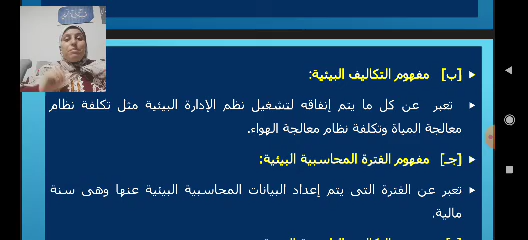 [ب] مفهوم التكاليف البيئية:
تعبر عن كل ما يتم إنفاقه لتشغيل نظم الإدارة البيئية مثل تكلفة نظام
معالجة المياة وتكلفة نظام معالجة الهواء.
[جـ] مفهوم الفترة المحاسبية البيئية:
تعبر عن الفترة التى يتم إعداد البيانات المحاسبية البيئية عنها وهى سنة
مالية.